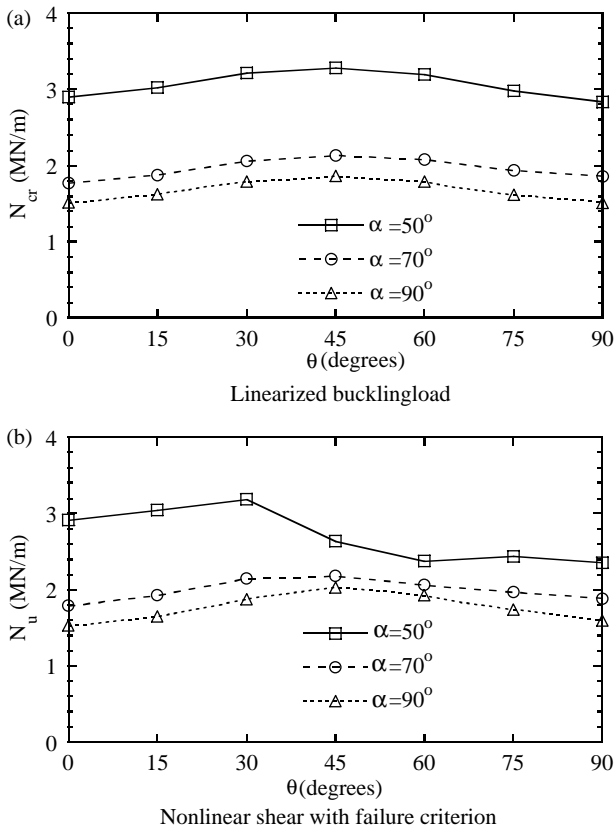 (a)
4
3
2
1
0
N_cr (MN/m)
α =50°
α =70°
α =90°
0 15 30 45 60 75 90
θ (degrees)
Linearized bucklingload
(b)
4
3
2
1
0
N_u (MN/m)
α=50°
α=70°
α=90°
0 15 30 45 60 75 90
θ(degrees)
Nonlinear shear with failure criterion